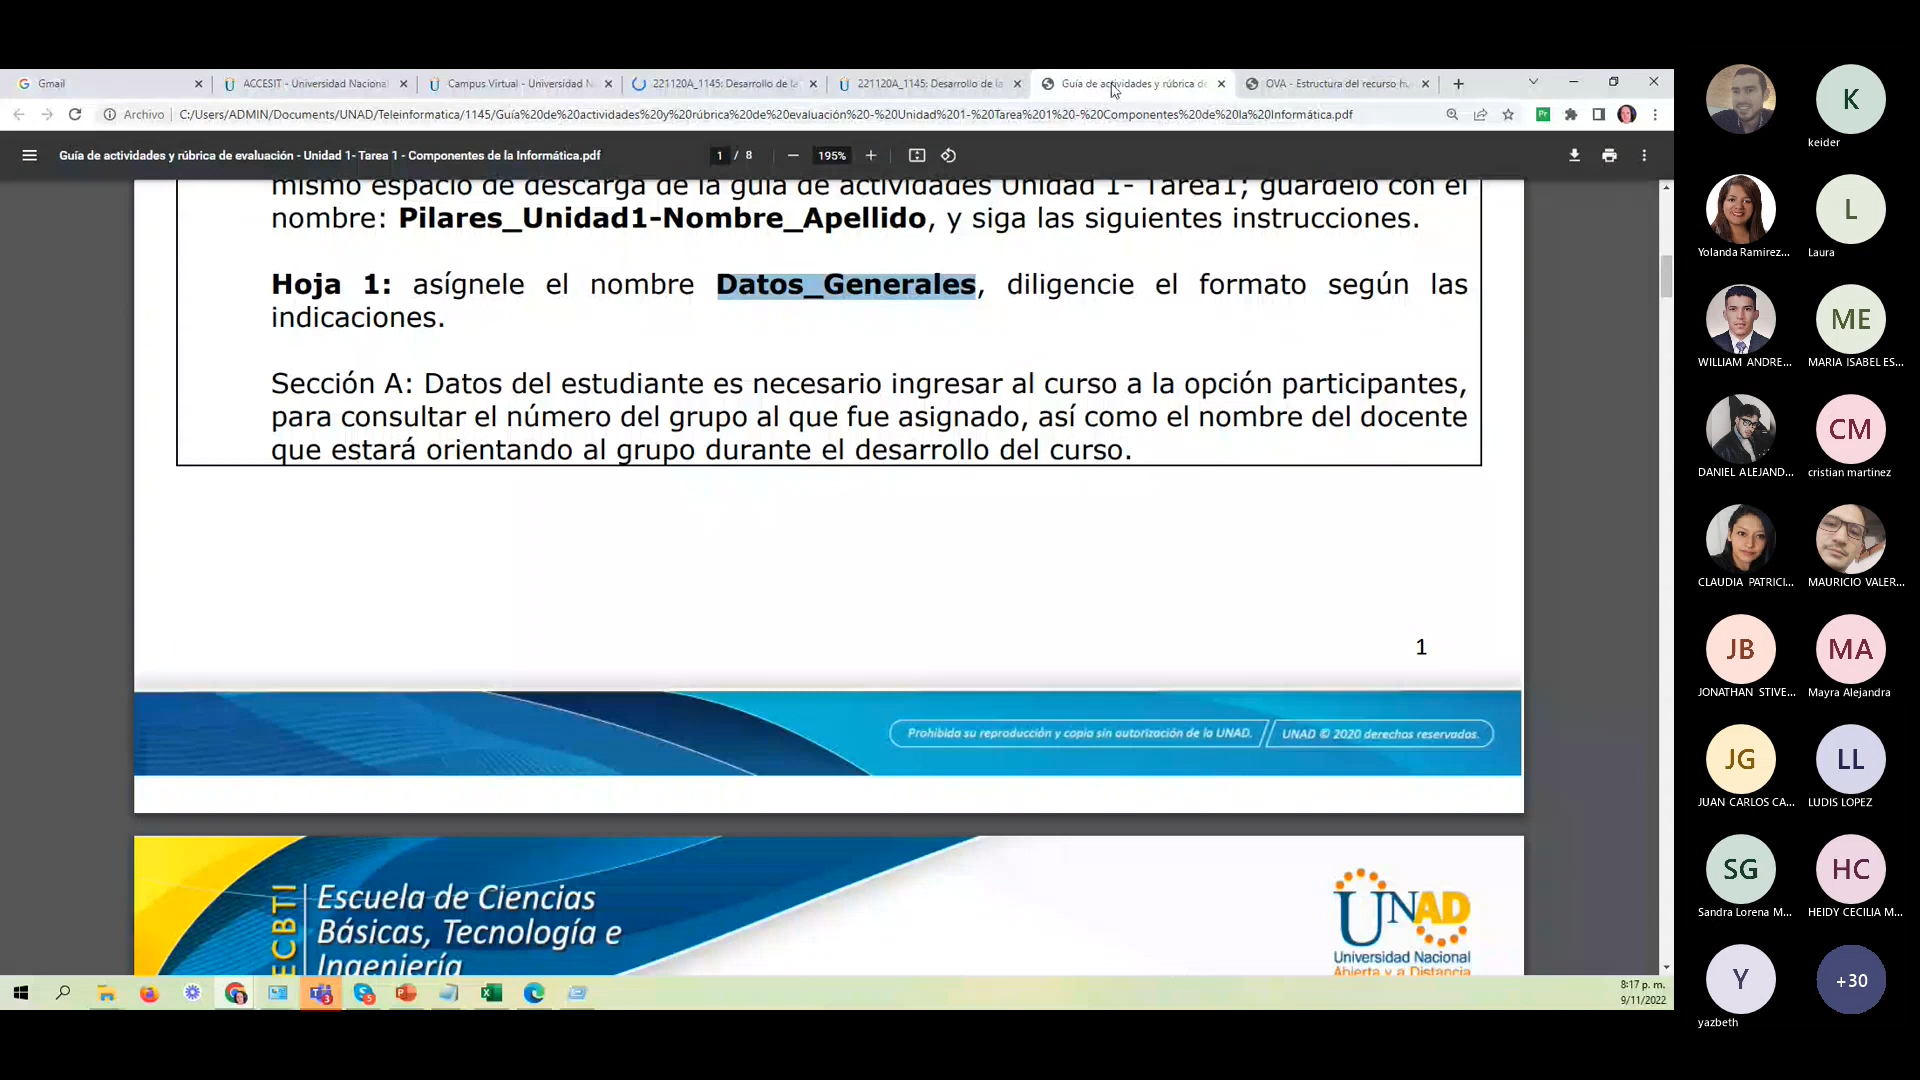 Gmail
ACCESIT - Universidad Nacional
Campus Virtual - Universidad N
221120A_1145: Desarrollo de la
221120A_1145: Desarrollo de la
Guía de actividades y rúbrica de
OVA - Estructura del recurso hu
Archivo
C:/Users/ADMIN/Documents/UNAD/Teleinformatica/1145/Guía%20de%20actividades%20y%20rúbrica%20de%20evaluación%20-%20Unidad%201-%20Tarea%201%20-%20Componentes%20de%20la%20Informática.pdf
Guía de actividades y rúbrica de evaluación - Unidad 1- Tarea 1 - Componentes de la Informática.pdf
1 / 8
195%
mismo espacio de descarga de la guía de actividades Unidad 1- Tarea1; guárdelo con el
nombre: Pilares_Unidad1-Nombre_Apellido, y siga las siguientes instrucciones.
Hoja 1: asígnele el nombre Datos_Generales, diligencie el formato según las
indicaciones.
Sección A: Datos del estudiante es necesario ingresar al curso a la opción participantes,
para consultar el número del grupo al que fue asignado, así como el nombre del docente
que estará orientando al grupo durante el desarrollo del curso.
1
Prohibida su reproducción y copia sin autorización de la UNAD.
UNAD © 2020 derechos reservados.
ECBTI
Escuela de Ciencias
Básicas, Tecnología e
Ingeniería
UNAD
Universidad Nacional
Abierta y a Distancia
8:17 p. m.
9/11/2022
K
keider
Yolanda Ramirez...
L
Laura
WILLIAM ANDRE...
ME
MARIA ISABEL ES...
DANIEL ALEJAND...
CM
cristian martinez
CLAUDIA PATRICI...
MAURICIO VALER...
JB
JONATHAN STIVE...
MA
Mayra Alejandra
JG
JUAN CARLOS CA...
LL
LUDIS LOPEZ
SG
Sandra Lorena M...
HC
HEIDY CECILIA M...
Y
yazbeth
+30